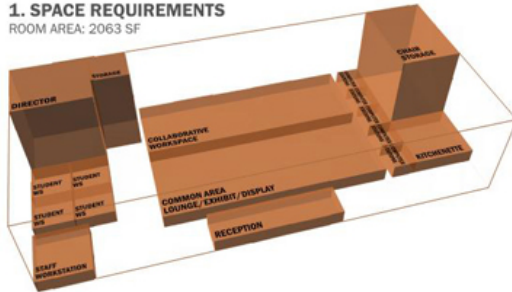 1. SPACE REQUIREMENTS
ROOM AREA: 2063 SF
CHAIR
STORAGE
STORAGE
DIRECTOR
COLLABORATIVE
WORKSPACE
KITCHENETTE
STUDENT
WS
STUDENT
WS
STUDENT
WS
STUDENT
WS
COMMON AREA
LOUNGE/EXHIBIT/DISPLAY
RECEPTION
STAFF
WORKSTATION